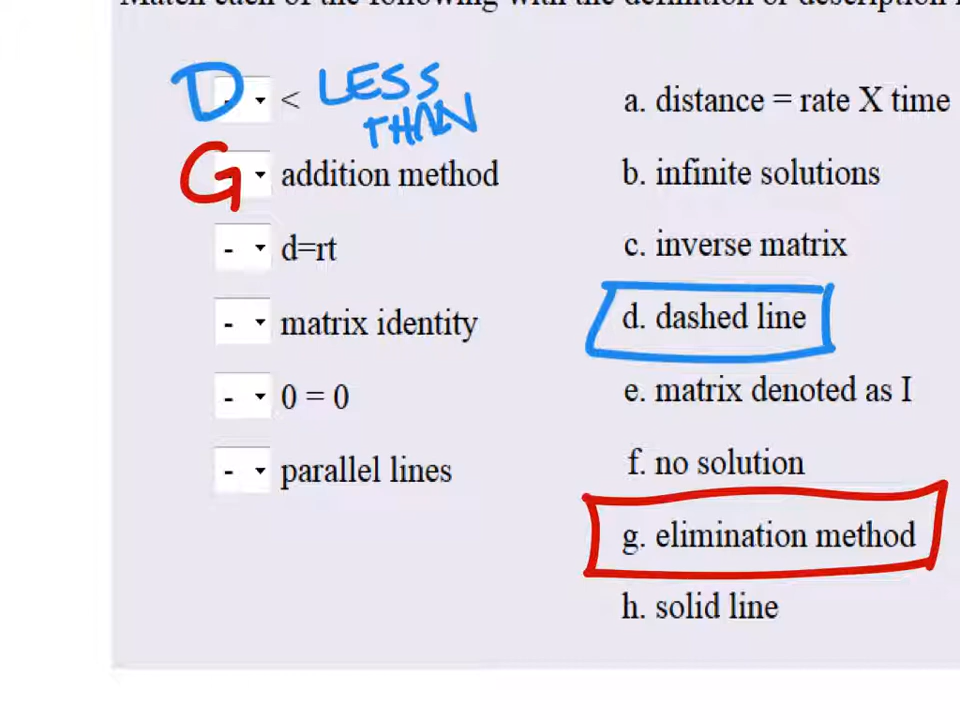 D - < LESS THAN a. distance = rate X time
G - addition method b. infinite solutions
- d=rt c. inverse matrix
- matrix identity d. dashed line
- 0 = 0 e. matrix denoted as I
- parallel lines f. no solution
g. elimination method
h. solid line